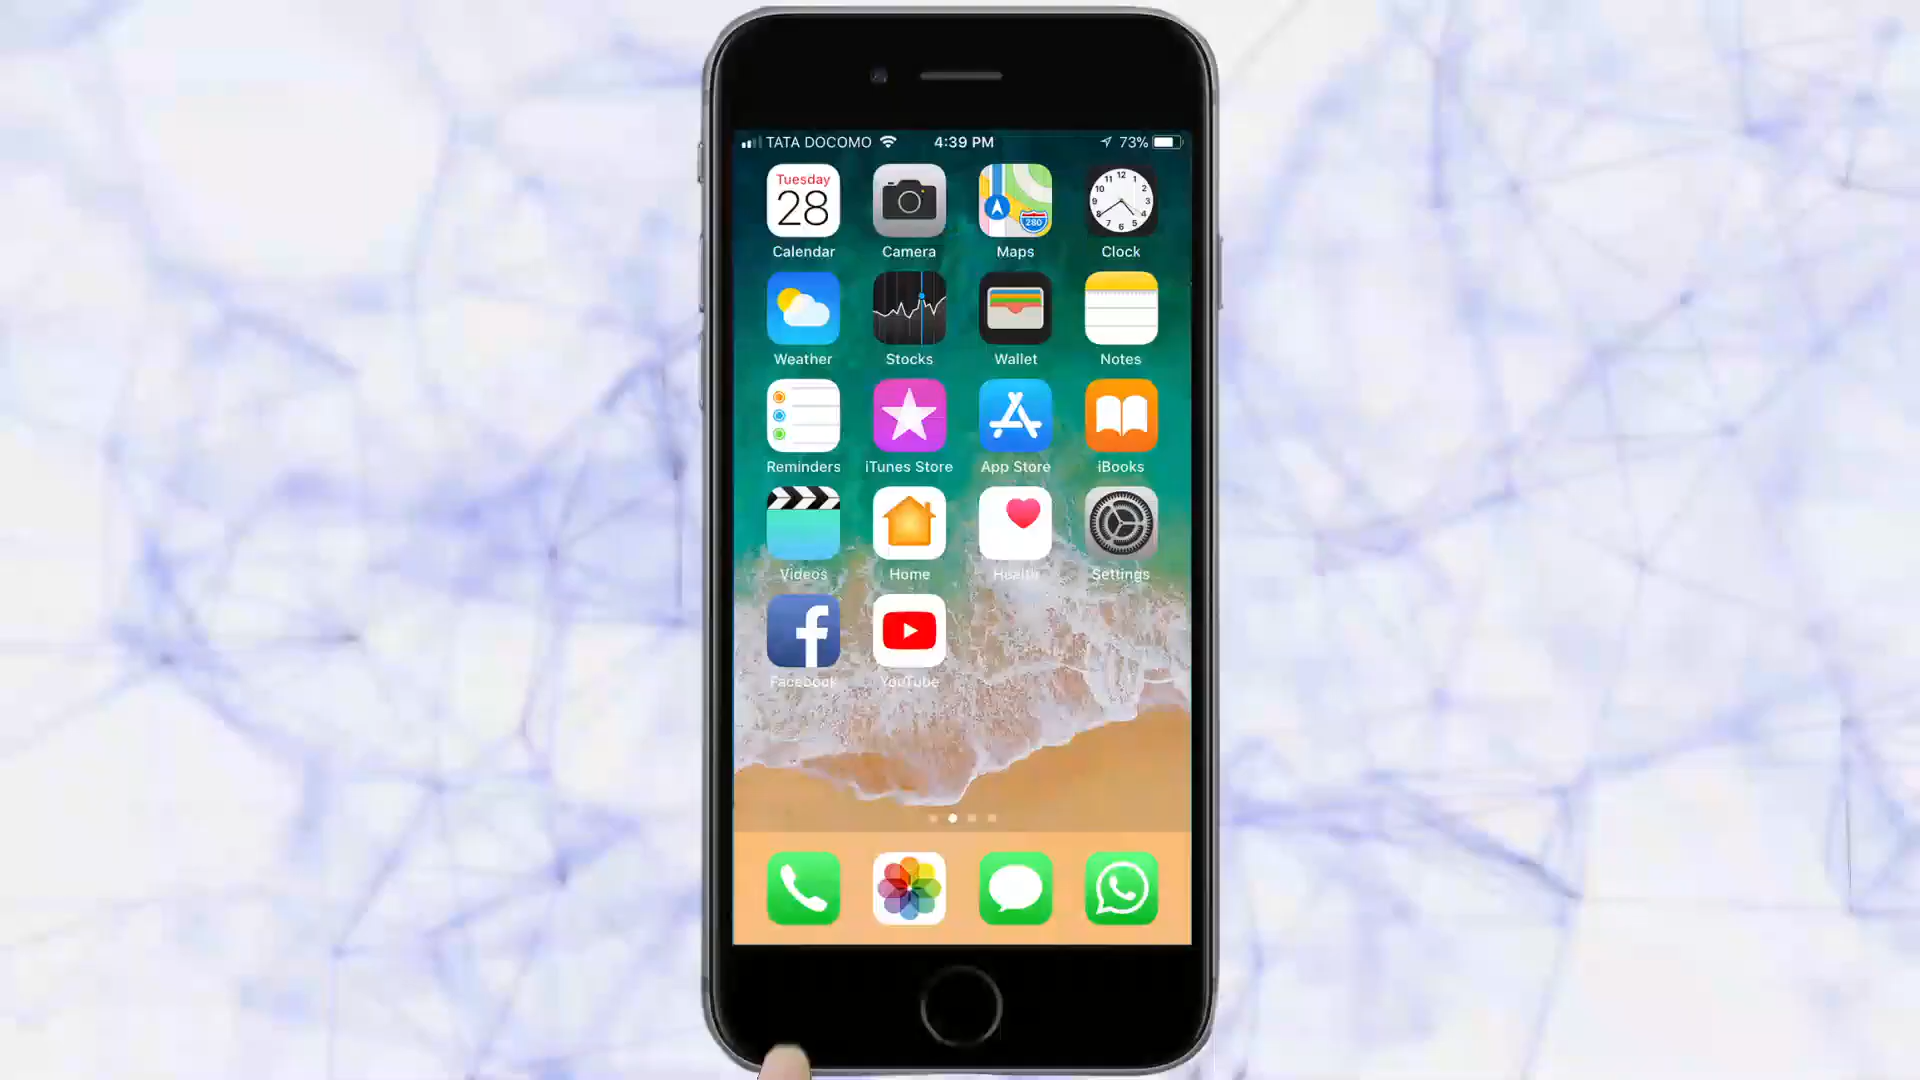 TATA DOCOMO 4:39 PM 73%
Tuesday
28
280
Calendar Camera Maps Clock
Weather Stocks Wallet Notes
Reminders iTunes Store App Store iBooks
Videos Home Health Settings
Facebook YouTube